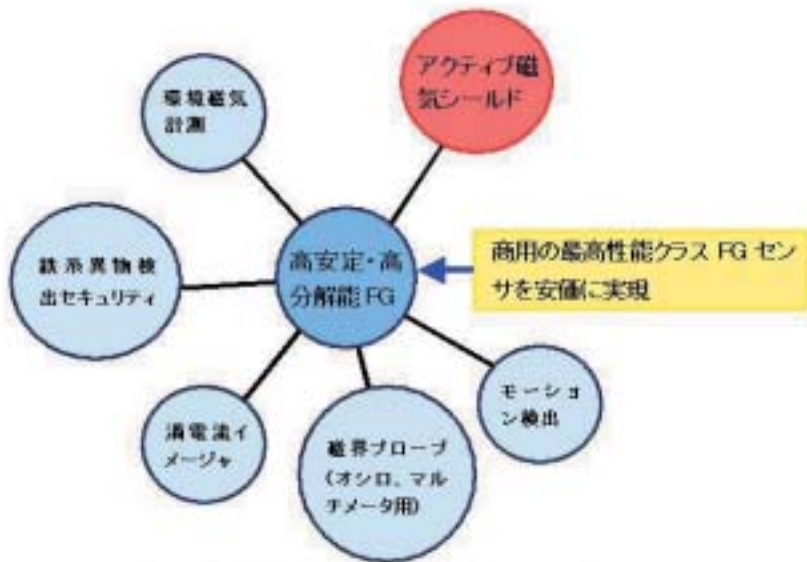 アクティブ磁
気シールド
環境磁気
計測
鉄系異物検
出セキュリティ
高安定・高
分解能 FG
商用の最高性能クラス FG セン
サを安価に実現
渦電流イ
メージャ
磁界プローブ
(オシロ、マル
チメータ用)
モーショ
ン検出